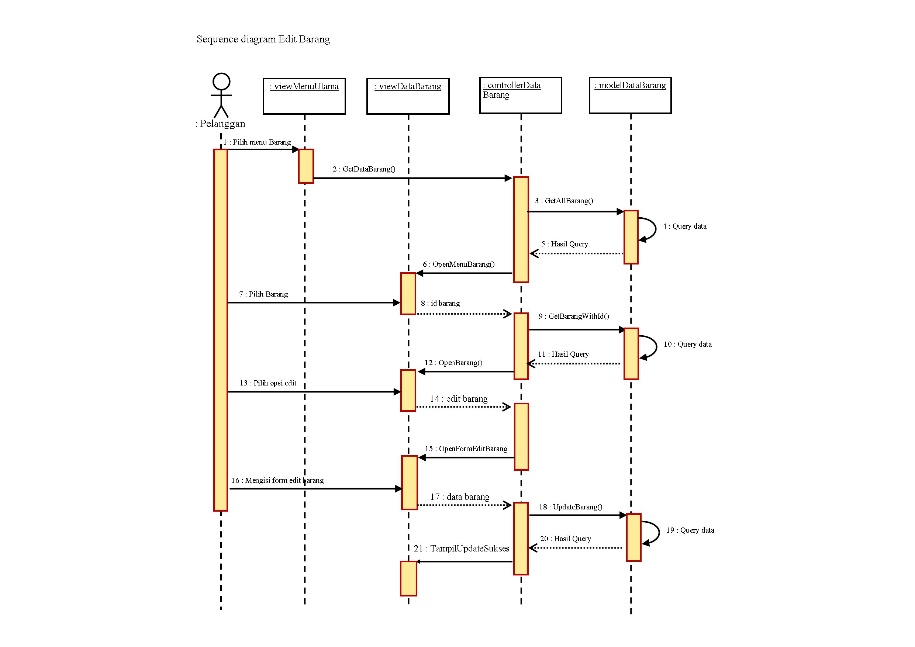 Sequence diagram Edit Barang
: viewMenuUtama
: viewDataBarang
: controllerData
Barang
: modelDataBarang
: Pelanggan
1 : Pilih menu Barang
2 : GetDataBarang()
3 : GetAllBarang()
4 : Query data
5 : Hasil Query
6 : OpenMenuBarang()
7 : Pilih Barang
8 : id barang
9 : GetBarangWithId()
10 : Query data
11 : Hasil Query
12 : OpenBarang()
13 : Pilih opsi edit
14 : edit barang
15 : OpenFormEditBarang
16 : Mengisi form edit barang
17 : data barang
18 : UpdateBarang()
19 : Query data
20 : Hasil Query
21 : TampilUpdateSukses